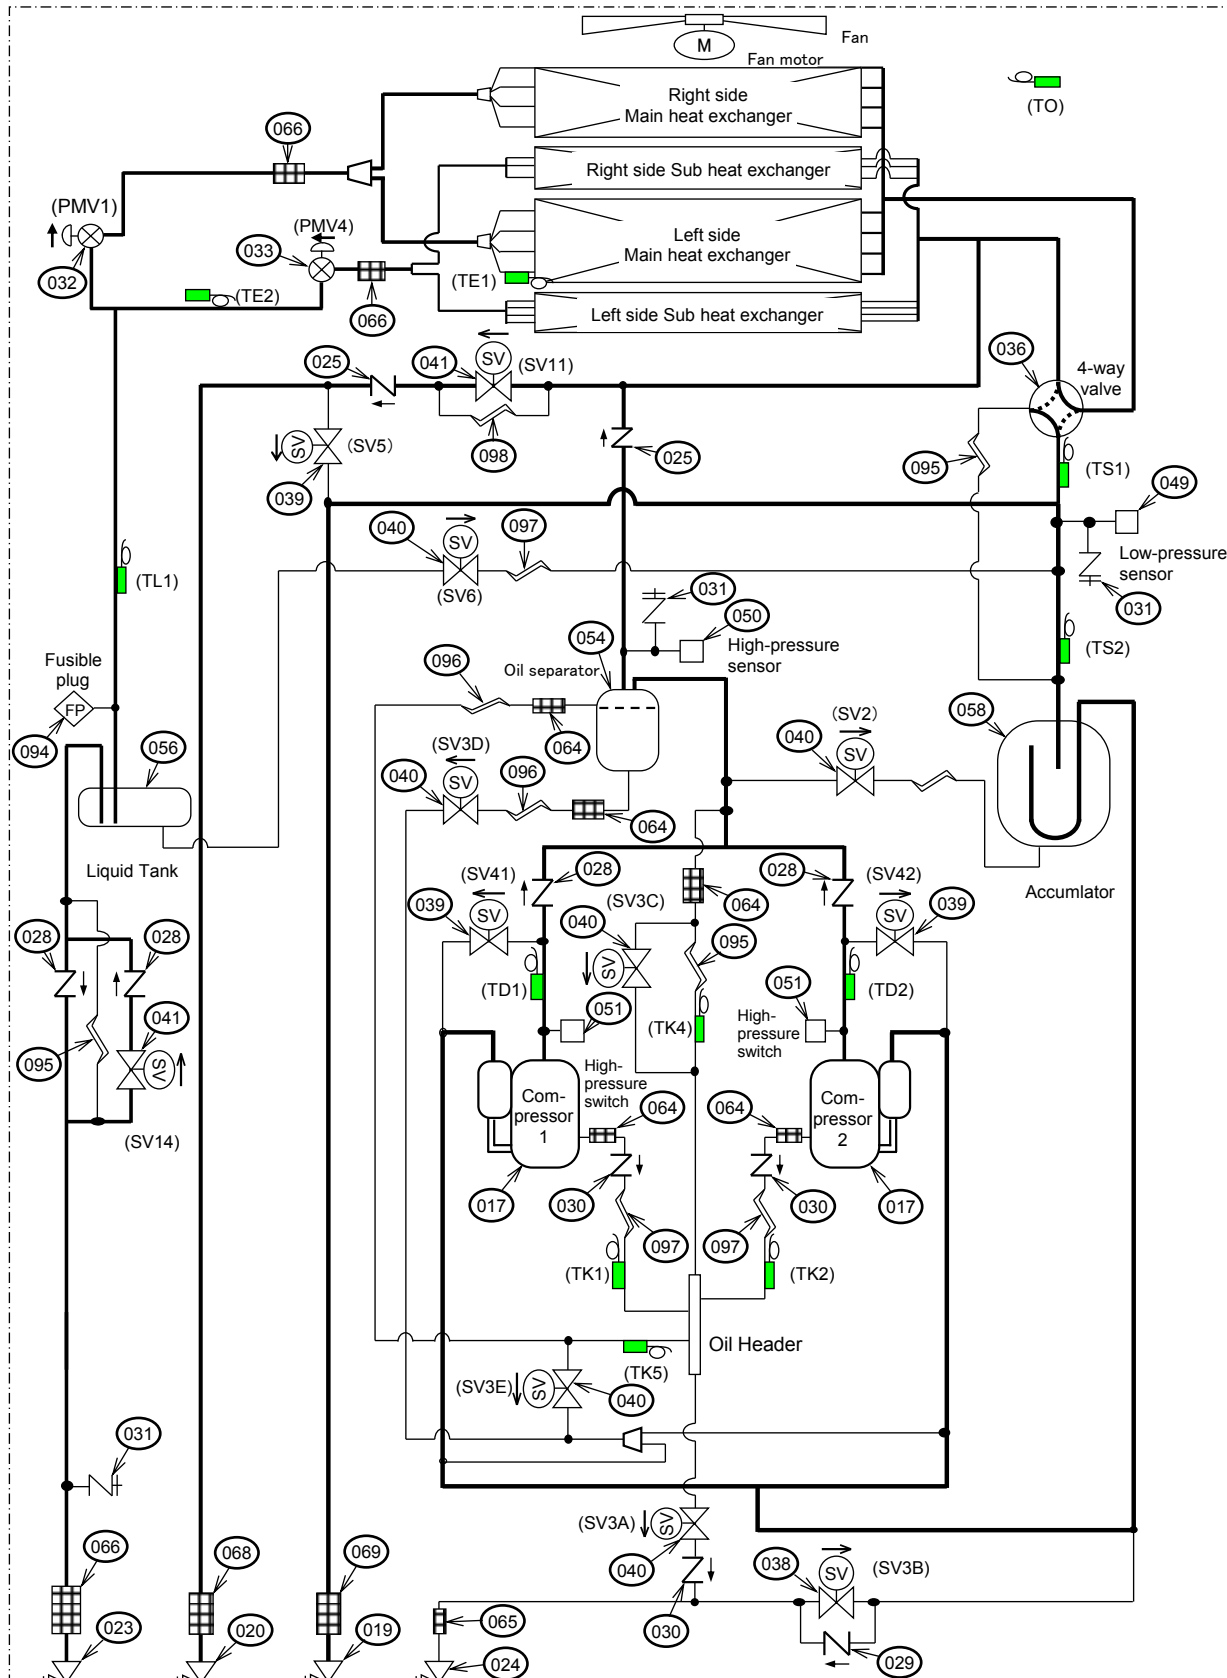 M
Fan
Fan motor
Right side
Main heat exchanger
(TO)
066
Right side Sub heat exchanger
(PMV1)
(PMV4)
033
Left side
Main heat exchanger
032
(TE1)
(TE2)
066
Left side Sub heat exchanger
025
041
SV
(SV11)
036
4-way
valve
SV
(SV5)
098
025
095
(TS1)
039
049
040
SV
097
Low-pressure
sensor
(TL1)
(SV6)
031
050
031
054
High-pressure
sensor
(TS2)
Fusible
plug
096
Oil separator
FP
(SV2)
058
094
056
064
(SV3D)
040
SV
040
SV
096
064
Liquid Tank
(SV41)
028
028
(SV42)
Accumlator
(SV3C)
064
039
SV
040
SV
039
028
028
095
SV
(TD1)
051
(TD2)
051
041
(TK4)
High-
pressure
switch
095
SV
High-
pressure
switch
Com-
pressor
1
064
064
Com-
pressor
2
(SV14)
017
030
030
017
097
097
(TK1)
(TK2)
Oil Header
(TK5)
(SV3E)
SV
040
031
(SV3A)
SV
066
068
069
040
038
SV
(SV3B)
065
030
023
020
019
024
029